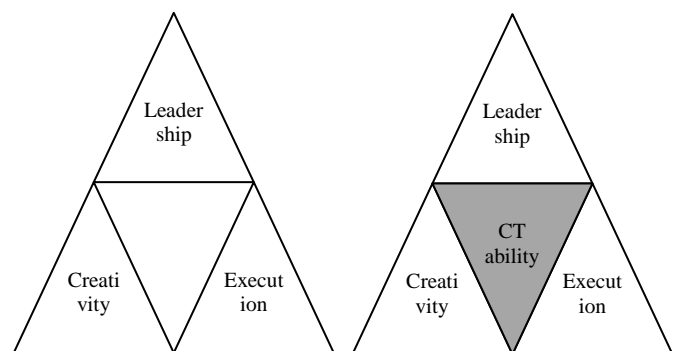 Leader
ship
Creati
vity
Execut
ion
Leader
ship
CT
ability
Creati
vity
Execut
ion